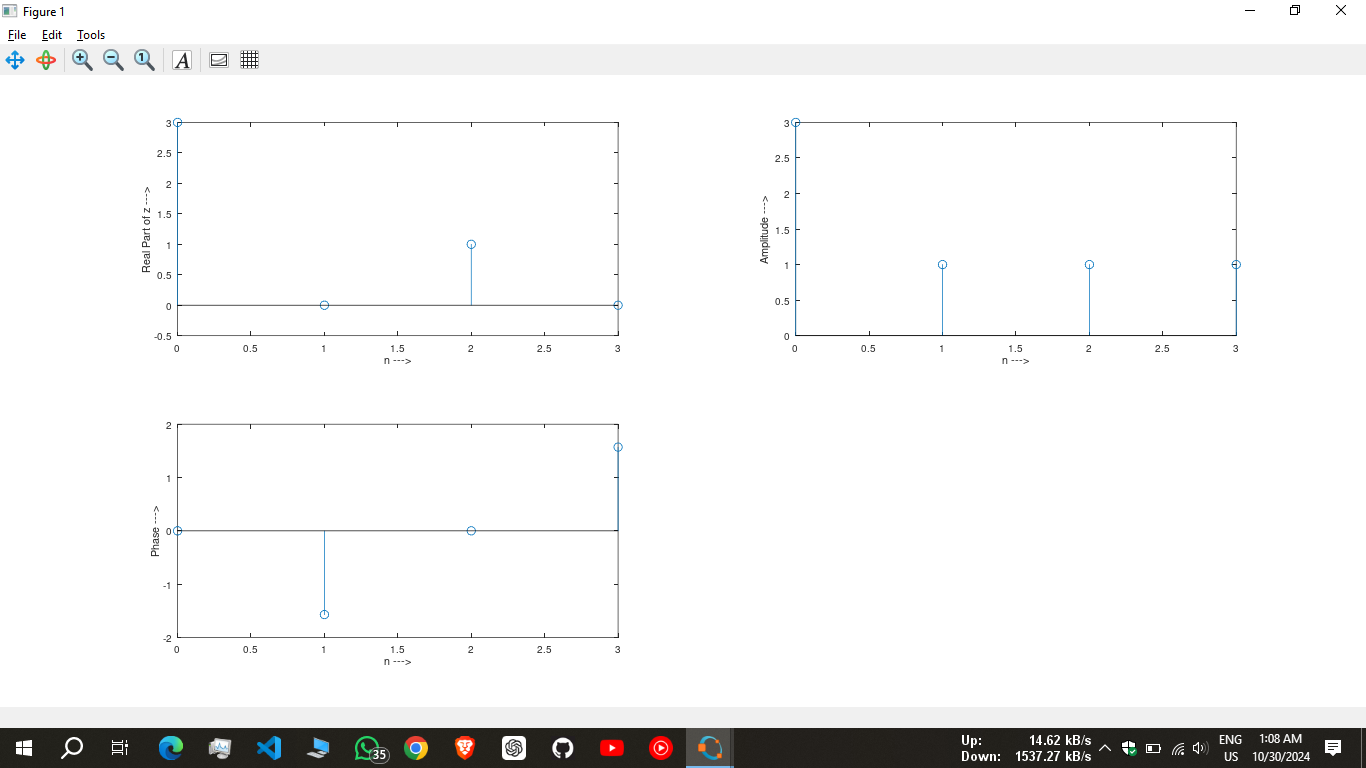 Figure 1
File Edit Tools
A
3
2.5
2
1.5
1
0.5
0
-0.5
Real Part of z --->
0 0.5 1 1.5 2 2.5 3
n --->
3
2.5
2
1.5
1
0.5
0
Amplitude --->
0 0.5 1 1.5 2 2.5 3
n --->
2
1
0
-1
-2
Phase --->
0 0.5 1 1.5 2 2.5 3
n --->
35
Up: 14.62 kB/s
Down: 1537.27 kB/s
ENG
US
1:08 AM
10/30/2024